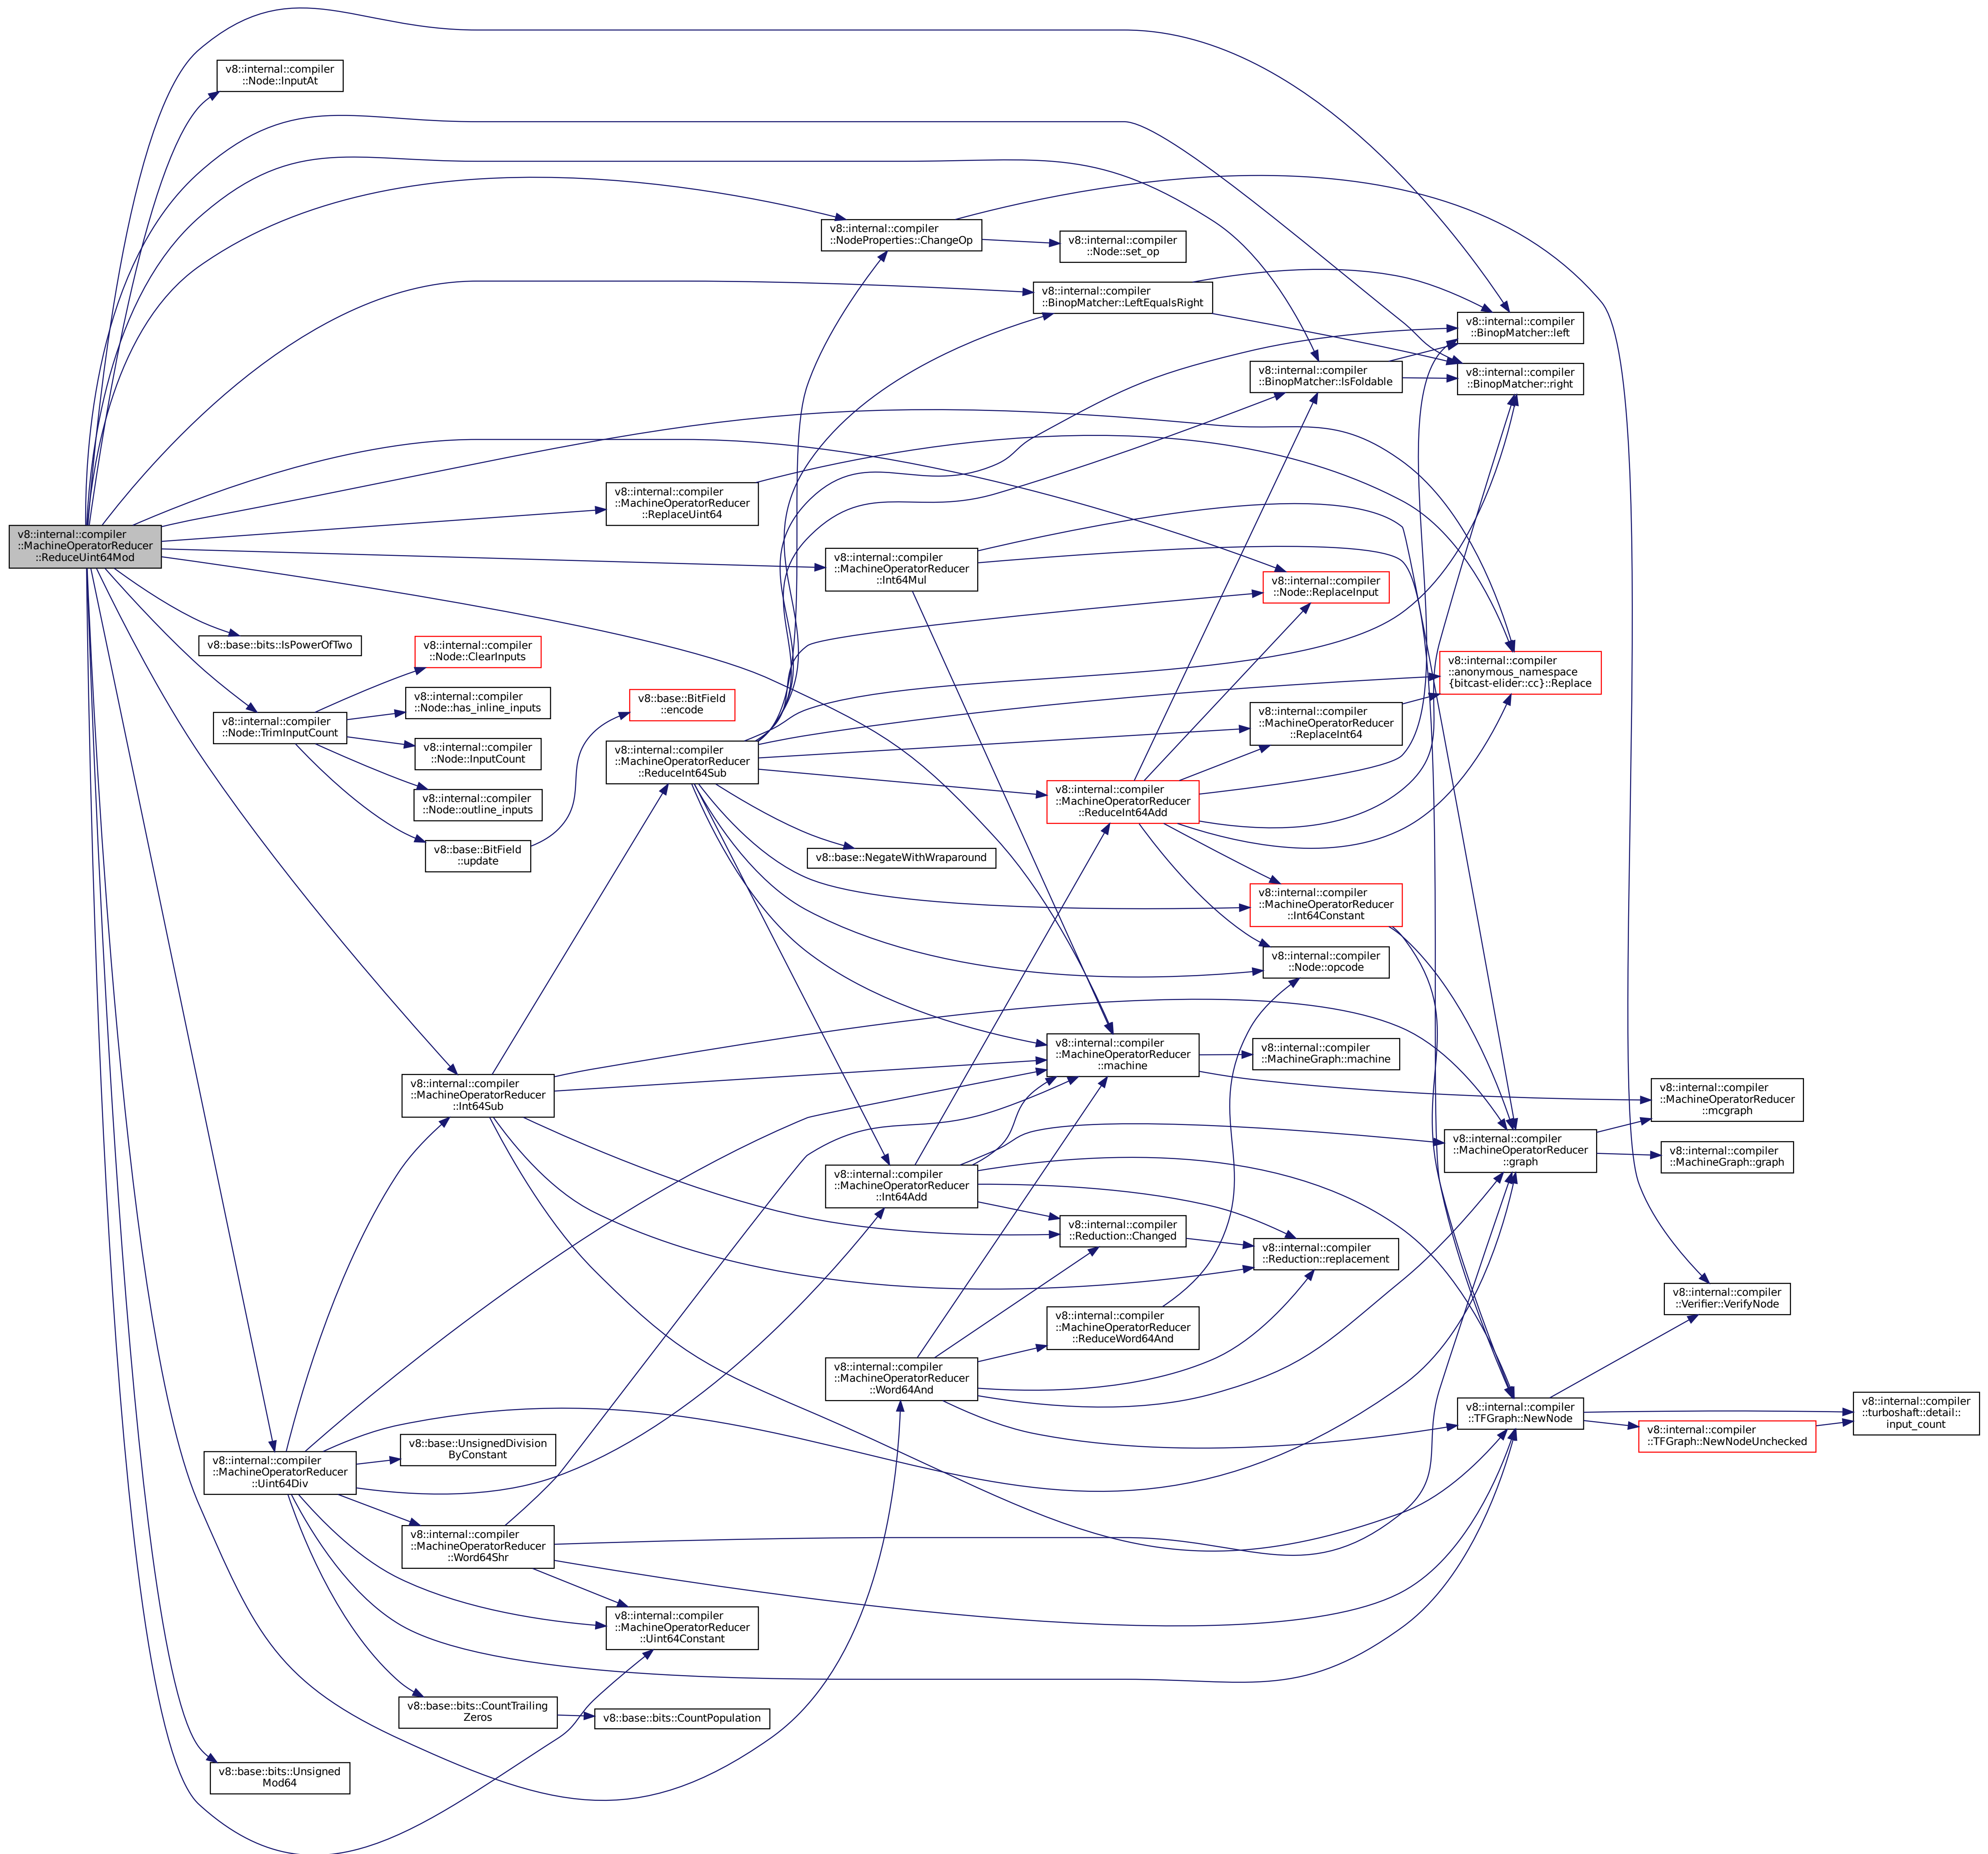 v8::internal::compiler
::Node::InputAt
v8::internal::compiler
::NodeProperties::ChangeOp
v8::internal::compiler
::Node::set_op
v8::internal::compiler
::BinopMatcher::LeftEqualsRight
v8::internal::compiler
::BinopMatcher::left
v8::internal::compiler
::BinopMatcher::IsFoldable
v8::internal::compiler
::BinopMatcher::right
v8::internal::compiler
::MachineOperatorReducer
::ReplaceUint64
v8::internal::compiler
::MachineOperatorReducer
::ReduceUint64Mod
v8::internal::compiler
::MachineOperatorReducer
::Int64Mul
v8::internal::compiler
::Node::ReplaceInput
v8::base::bits::IsPowerOfTwo
v8::internal::compiler
::Node::ClearInputs
v8::internal::compiler
::anonymous_namespace
{bitcast-elider::cc}::Replace
v8::internal::compiler
::Node::has_inline_inputs
v8::base::BitField
::encode
v8::internal::compiler
::Node::TrimInputCount
v8::internal::compiler
::MachineOperatorReducer
::ReplaceInt64
v8::internal::compiler
::Node::InputCount
v8::internal::compiler
::MachineOperatorReducer
::ReduceInt64Sub
v8::internal::compiler
::Node::outline_inputs
v8::internal::compiler
::MachineOperatorReducer
::ReduceInt64Add
v8::base::BitField
::update
v8::base::NegateWithWraparound
v8::internal::compiler
::MachineOperatorReducer
::Int64Constant
v8::internal::compiler
::Node::opcode
v8::internal::compiler
::MachineOperatorReducer
::machine
v8::internal::compiler
::MachineGraph::machine
v8::internal::compiler
::MachineOperatorReducer
::Int64Sub
v8::internal::compiler
::MachineOperatorReducer
::mcgraph
v8::internal::compiler
::MachineOperatorReducer
::graph
v8::internal::compiler
::MachineGraph::graph
v8::internal::compiler
::MachineOperatorReducer
::Int64Add
v8::internal::compiler
::Reduction::Changed
v8::internal::compiler
::Reduction::replacement
v8::internal::compiler
::Verifier::VerifyNode
v8::internal::compiler
::MachineOperatorReducer
::ReduceWord64And
v8::internal::compiler
::MachineOperatorReducer
::Word64And
v8::internal::compiler
::TFGraph::NewNode
v8::internal::compiler
::turboshaft::detail::
input_count
v8::internal::compiler
::TFGraph::NewNodeUnchecked
v8::base::UnsignedDivision
ByConstant
v8::internal::compiler
::MachineOperatorReducer
::Uint64Div
v8::internal::compiler
::MachineOperatorReducer
::Word64Shr
v8::internal::compiler
::MachineOperatorReducer
::Uint64Constant
v8::base::bits::CountTrailing
Zeros
v8::base::bits::CountPopulation
v8::base::bits::Unsigned
Mod64